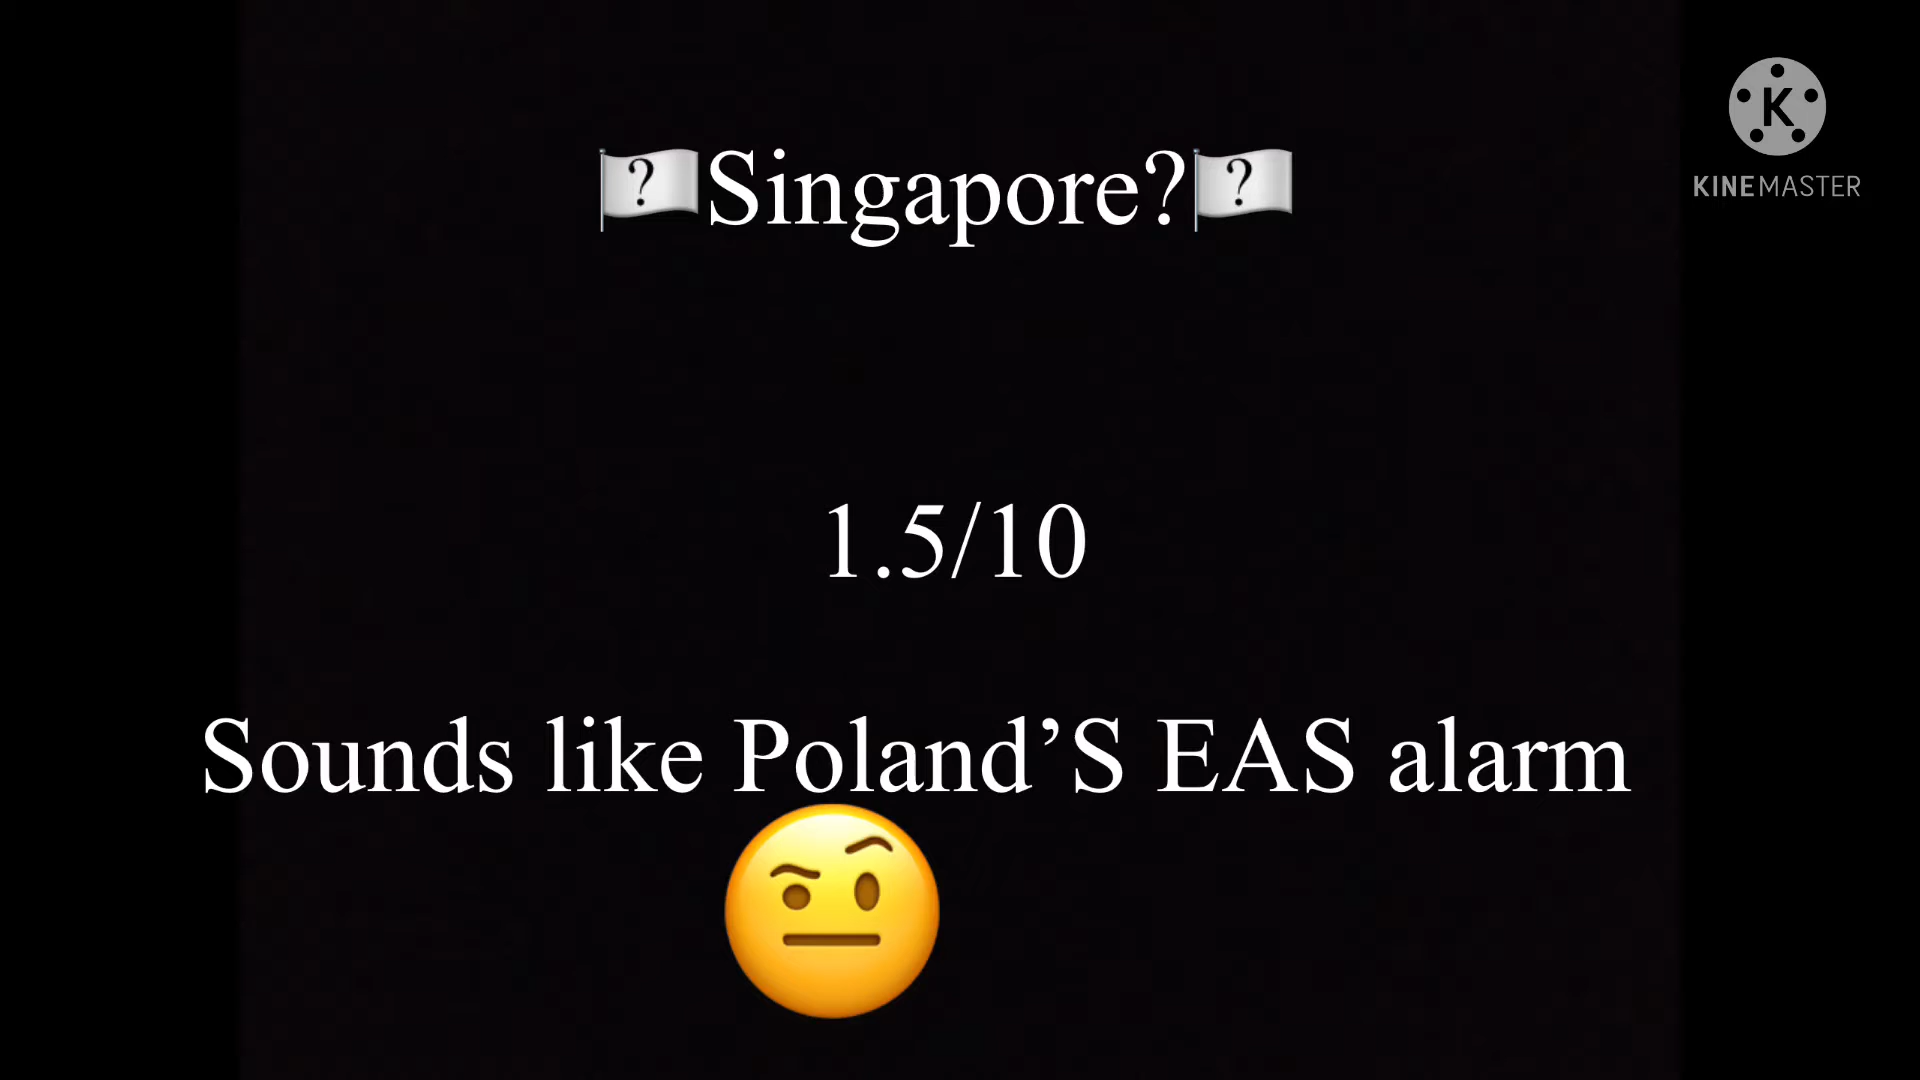 ?Singapore??
1.5/10
Sounds like Poland’S EAS alarm
K
KINEMASTER